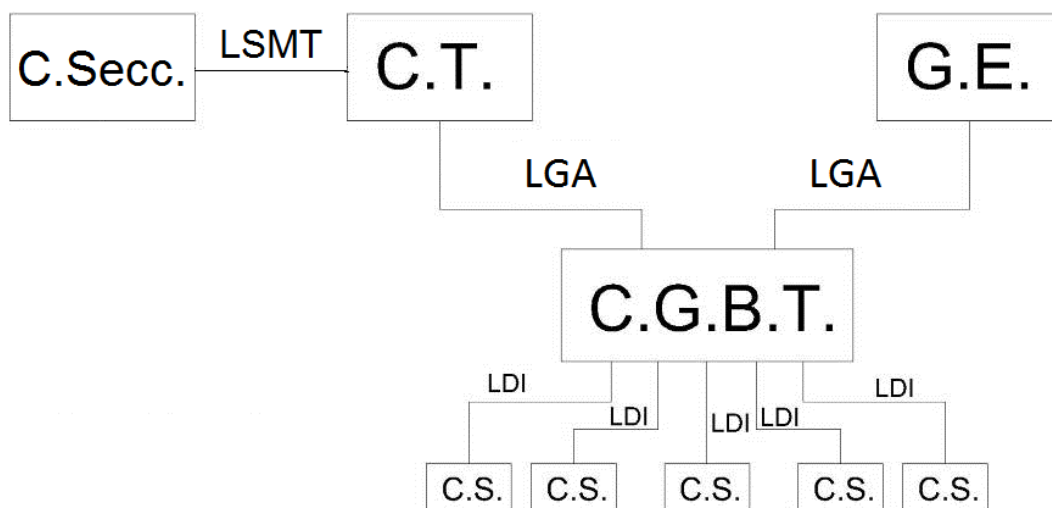 C.Secc.
LSMT
C.T.
G.E.
LGA
LGA
C.G.B.T.
LDI
LDI
LDI
LDI
LDI
C.S.
C.S.
C.S.
C.S.
C.S.